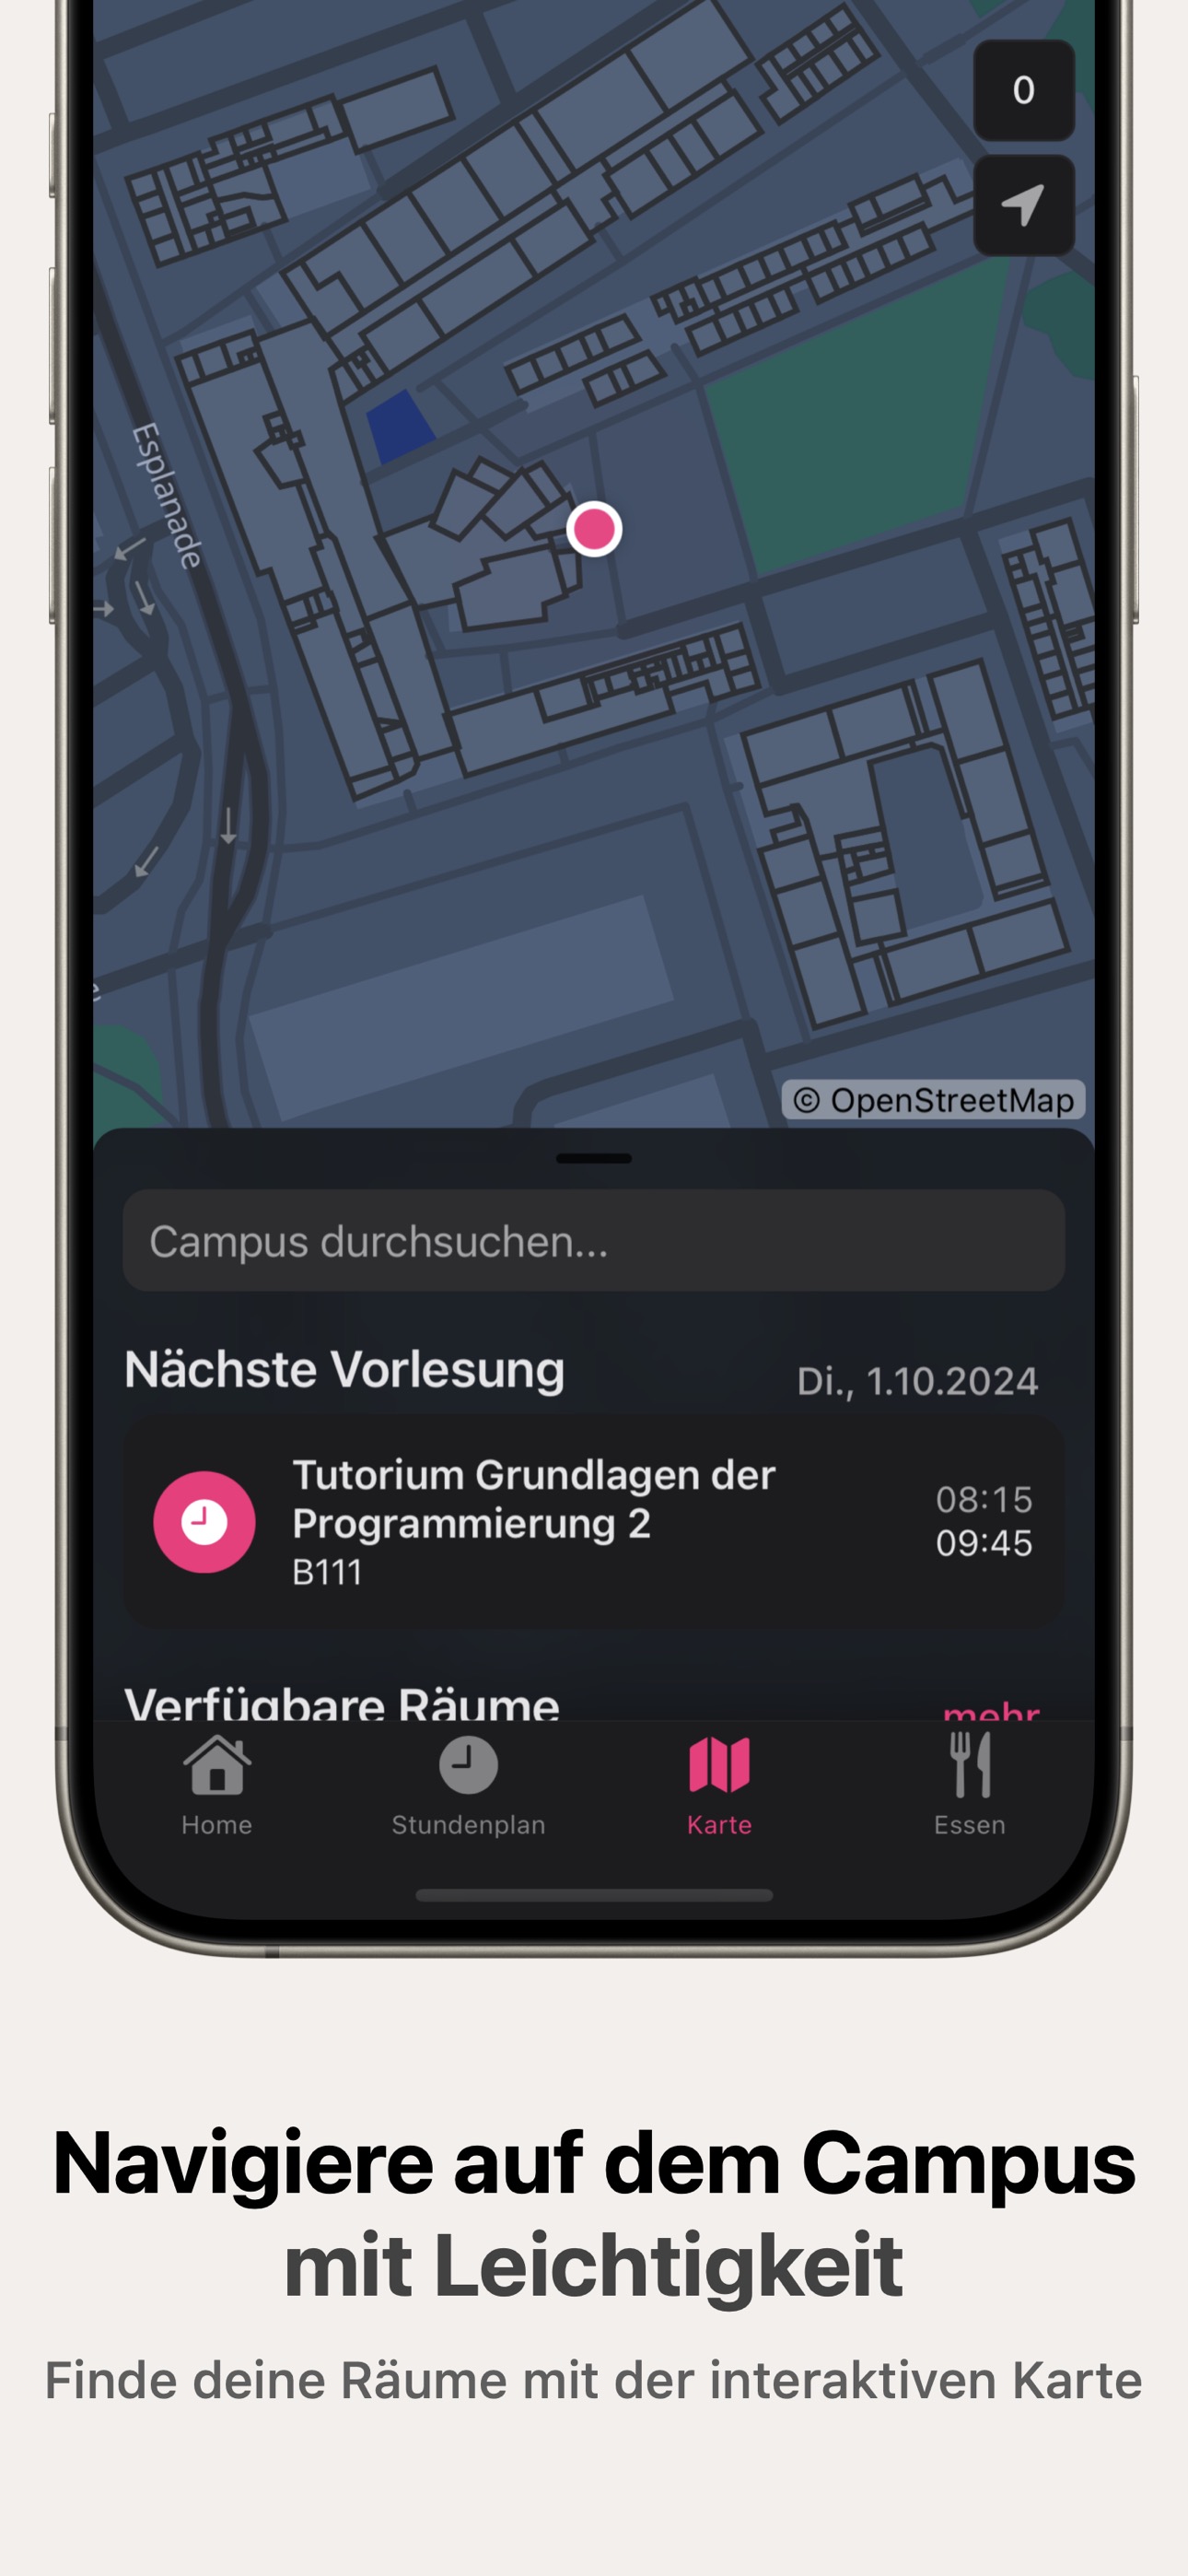 0
Esplanade
© OpenStreetMap
Campus durchsuchen...
Nächste Vorlesung
Di., 1.10.2024
Tutorium Grundlagen der
Programmierung 2
B111
08:15
09:45
Verfügbare Räume
mehr
Home
Stundenplan
Karte
Essen
Navigiere auf dem Campus
mit Leichtigkeit
Finde deine Räume mit der interaktiven Karte